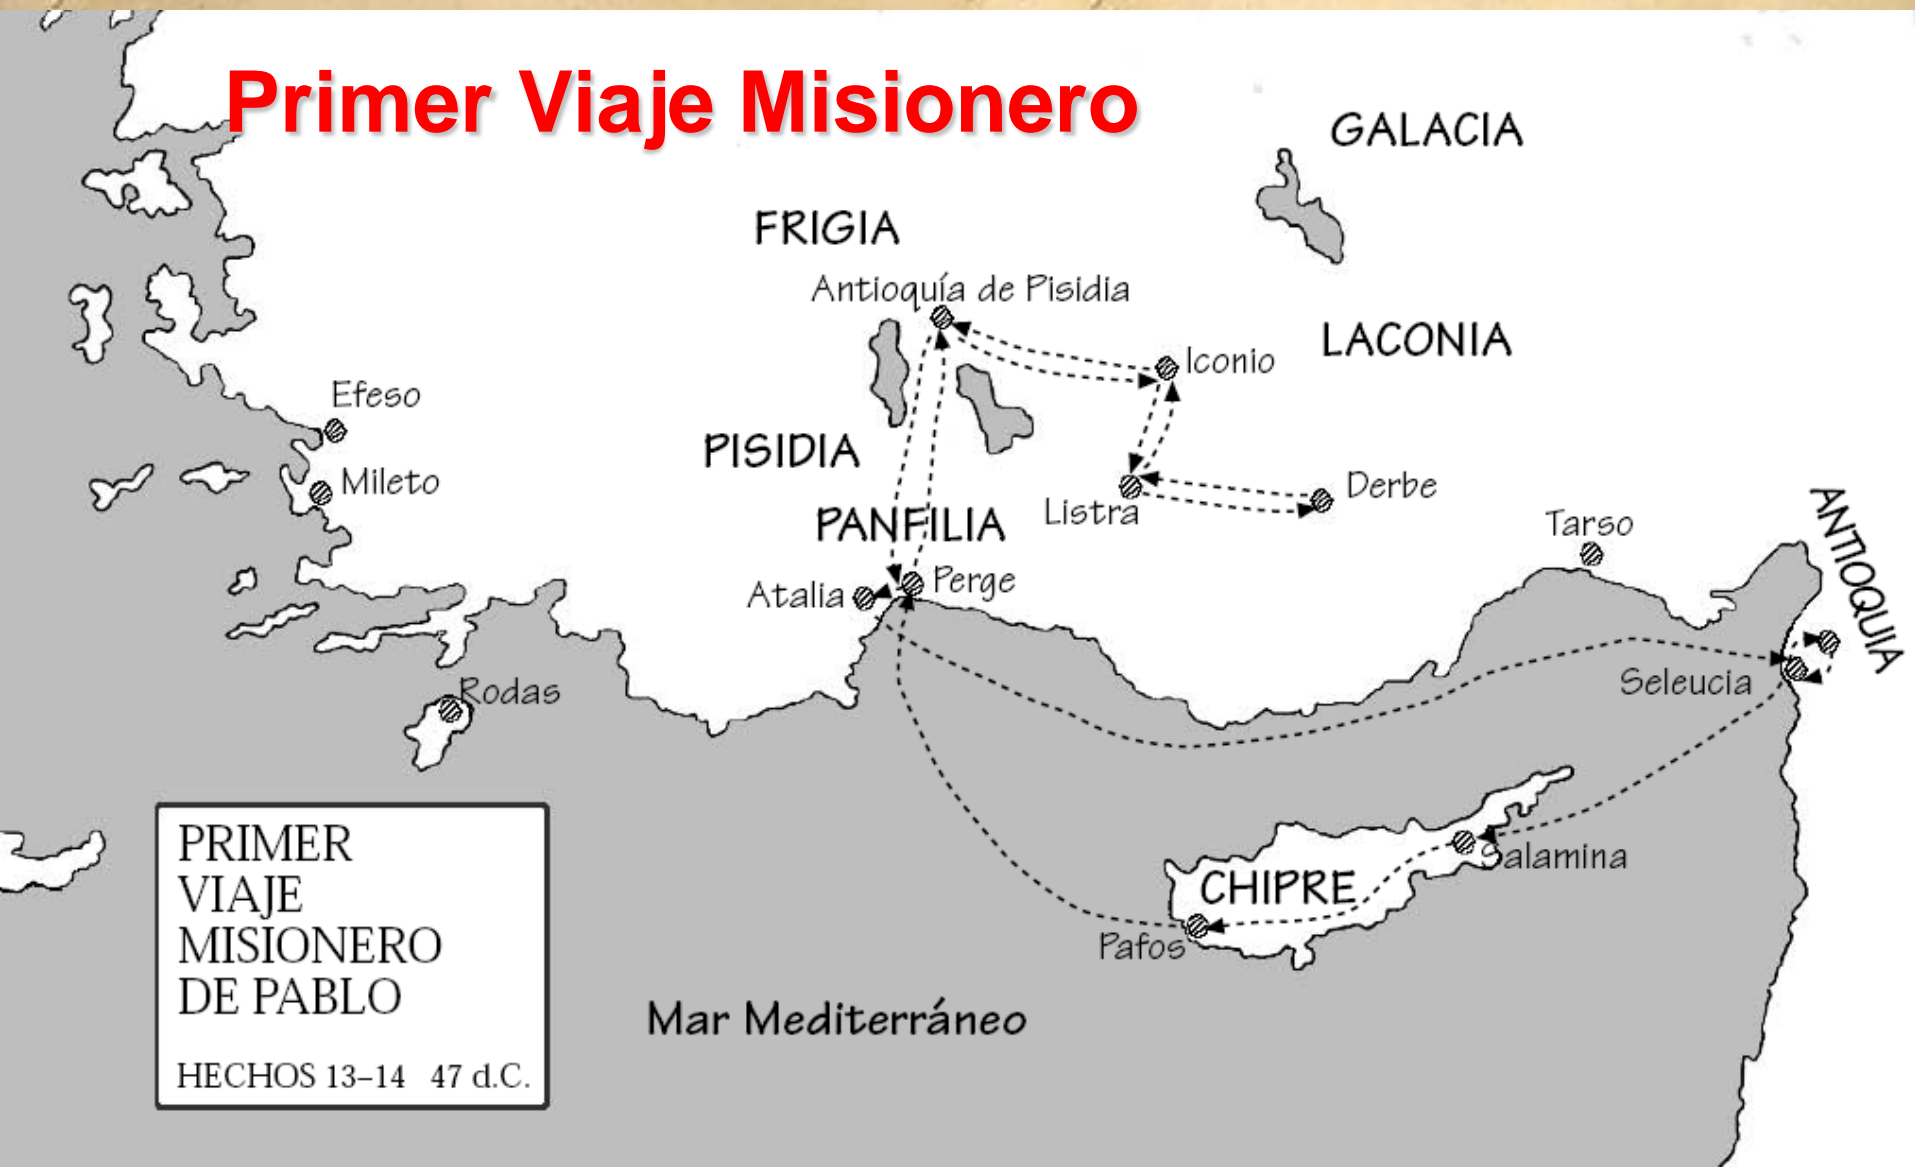 Primer Viaje Misionero
GALACIA
FRIGIA
Antioquía de Pisidia
LACONIA
Iconio
Efeso
PISIDIA
Mileto
Derbe
Listra
PANFILIA
Tarso
ANTIOQUIA
Perge
Atalia
Seleucia
Rodas
CHIPRE
Salamina
Pafos
Mar Mediterráneo
PRIMER
VIAJE
MISIONERO
DE PABLO
HECHOS 13–14 47 d.C.